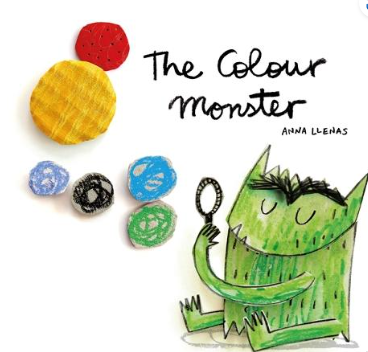 The Colour
Monster
ANNA LLENAS